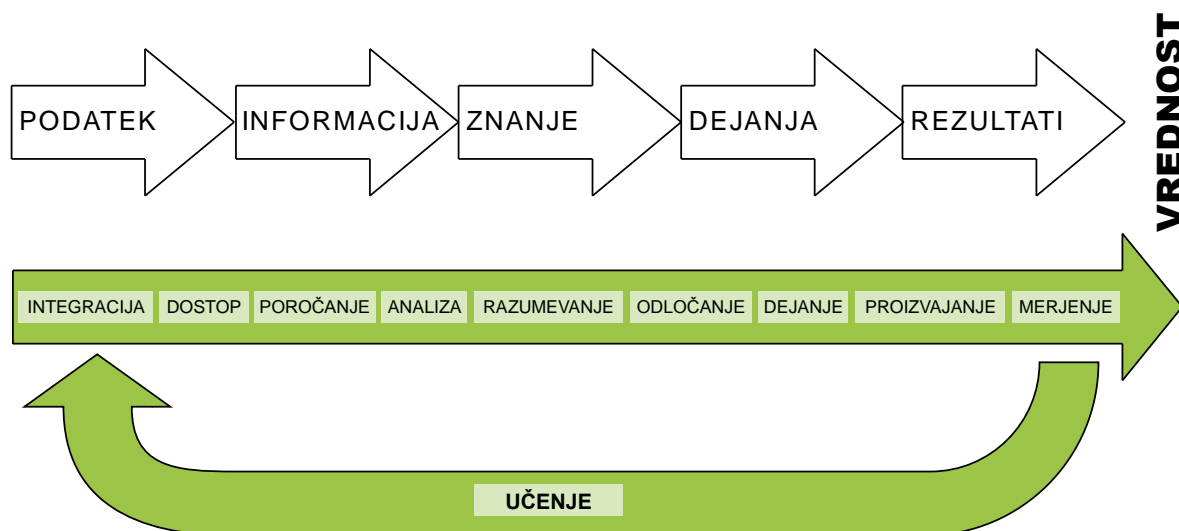 PODATEK INFORMACIJA ZNANJE DEJANJA REZULTATI
VREDNOST
INTEGRACIJA DOSTOP POROČANJE ANALIZA RAZUMEVANJE ODLOČANJE DEJANJE PROIZVAJANJE MERJENJE
UČENJE